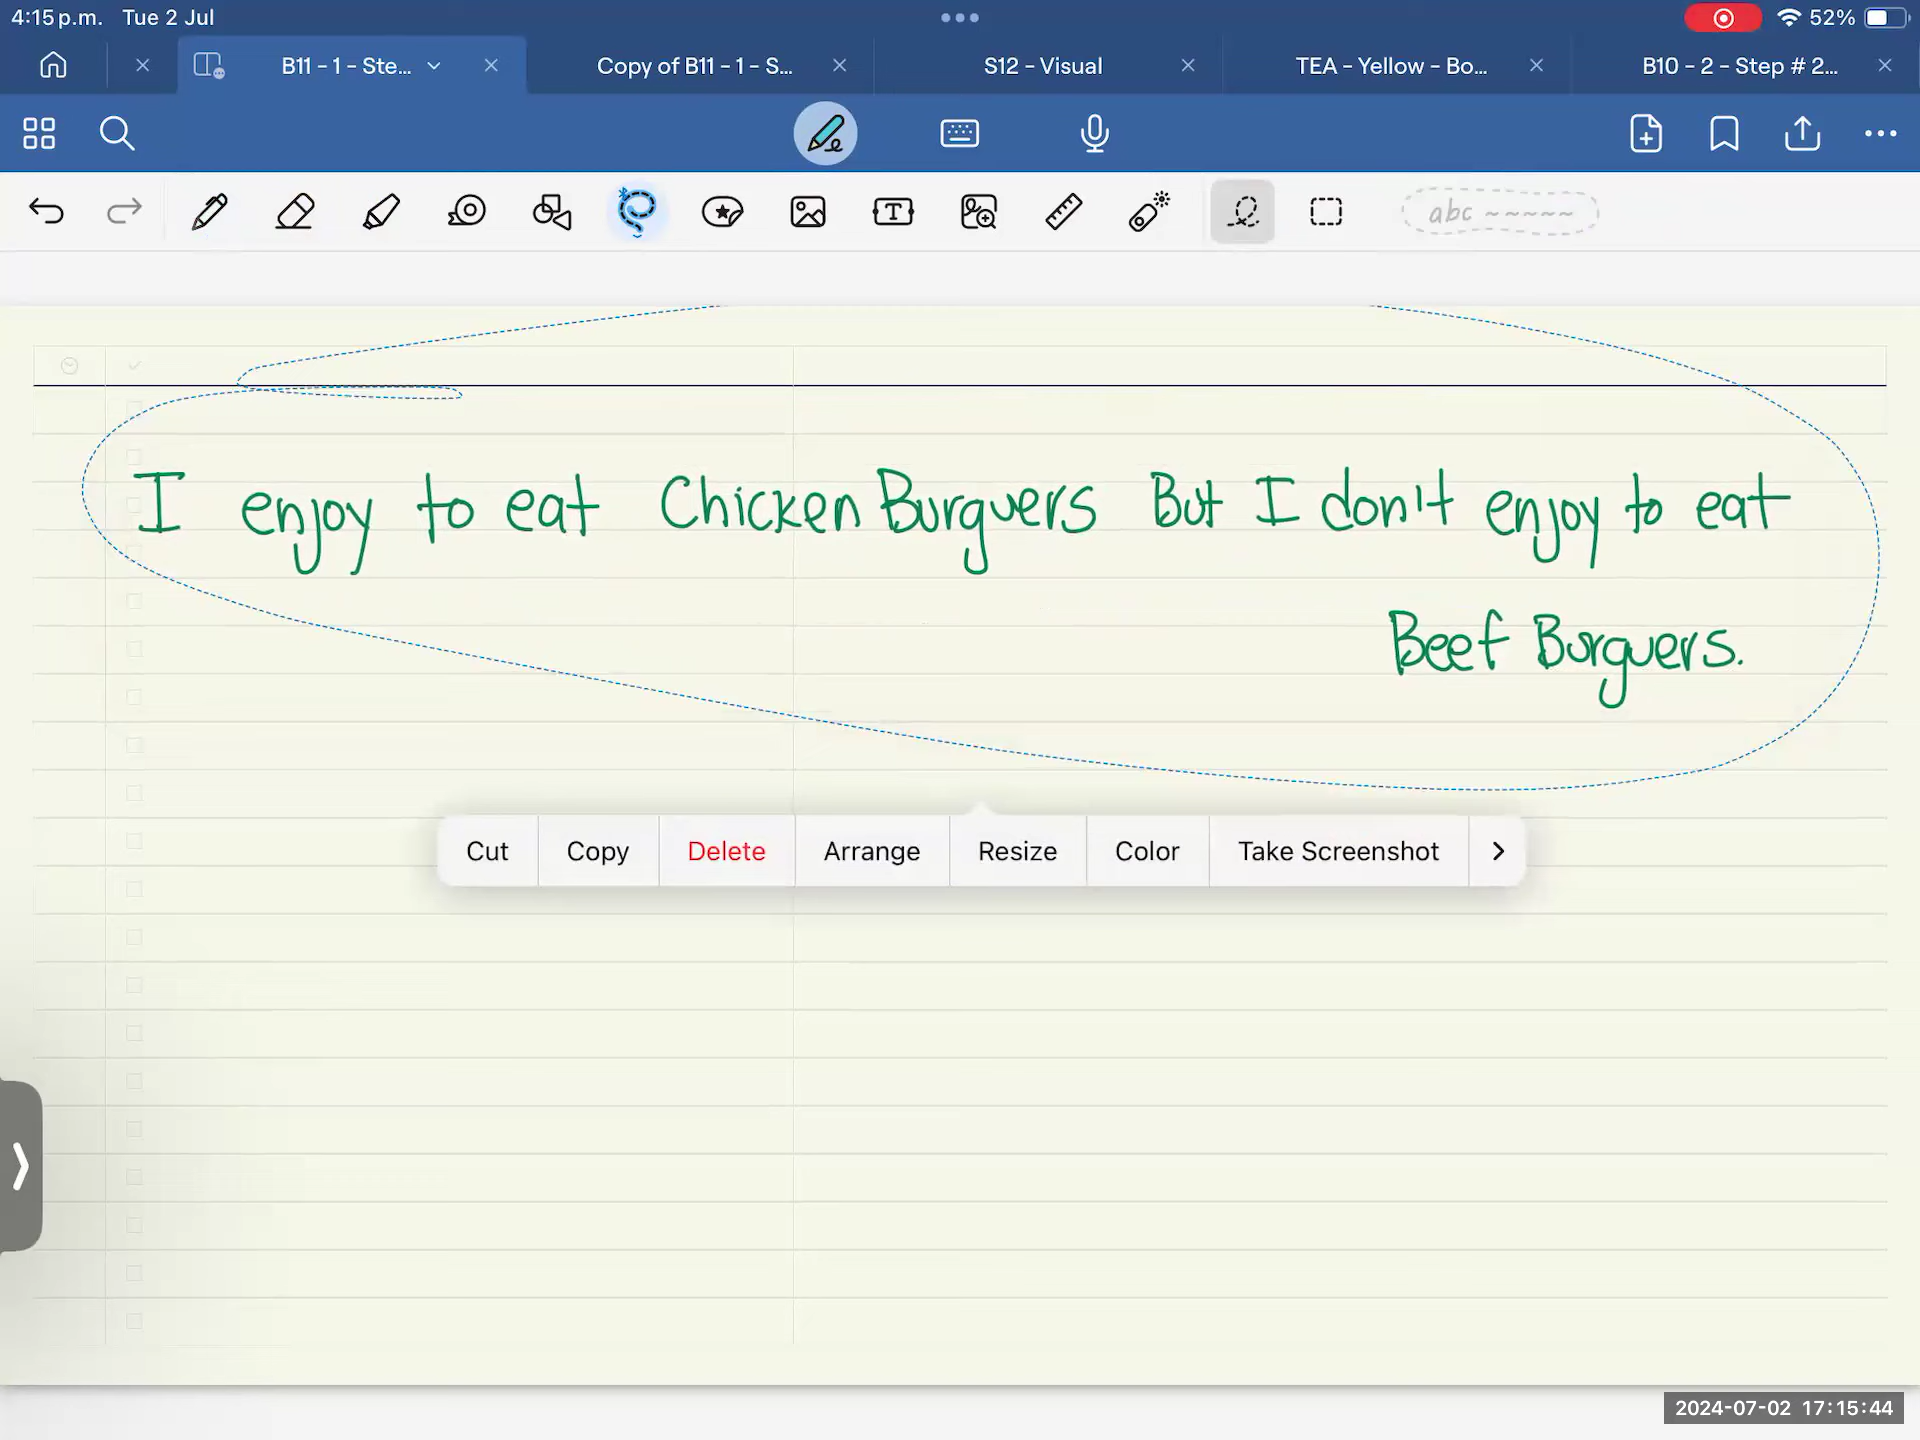 4:15 p.m. Tue 2 Jul
52%
B11 - 1 - Ste...
Copy of B11 - 1 - S...
S12 - Visual
TEA - Yellow - Bo...
B10 - 2 - Step # 2...
abc ~~~~~
I enjoy to eat Chicken Burguers But I don't enjoy to eat
Beef Burguers.
Cut Copy Delete Arrange Resize Color Take Screenshot
2024-07-02 17:15:44